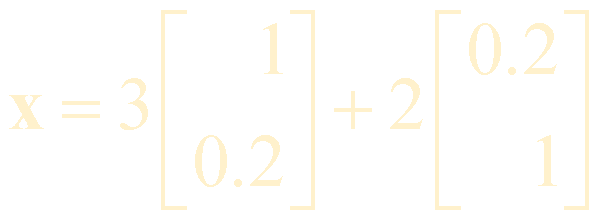 x = 3 [ 1 0.2 ] + 2 [ 0.2 1 ]